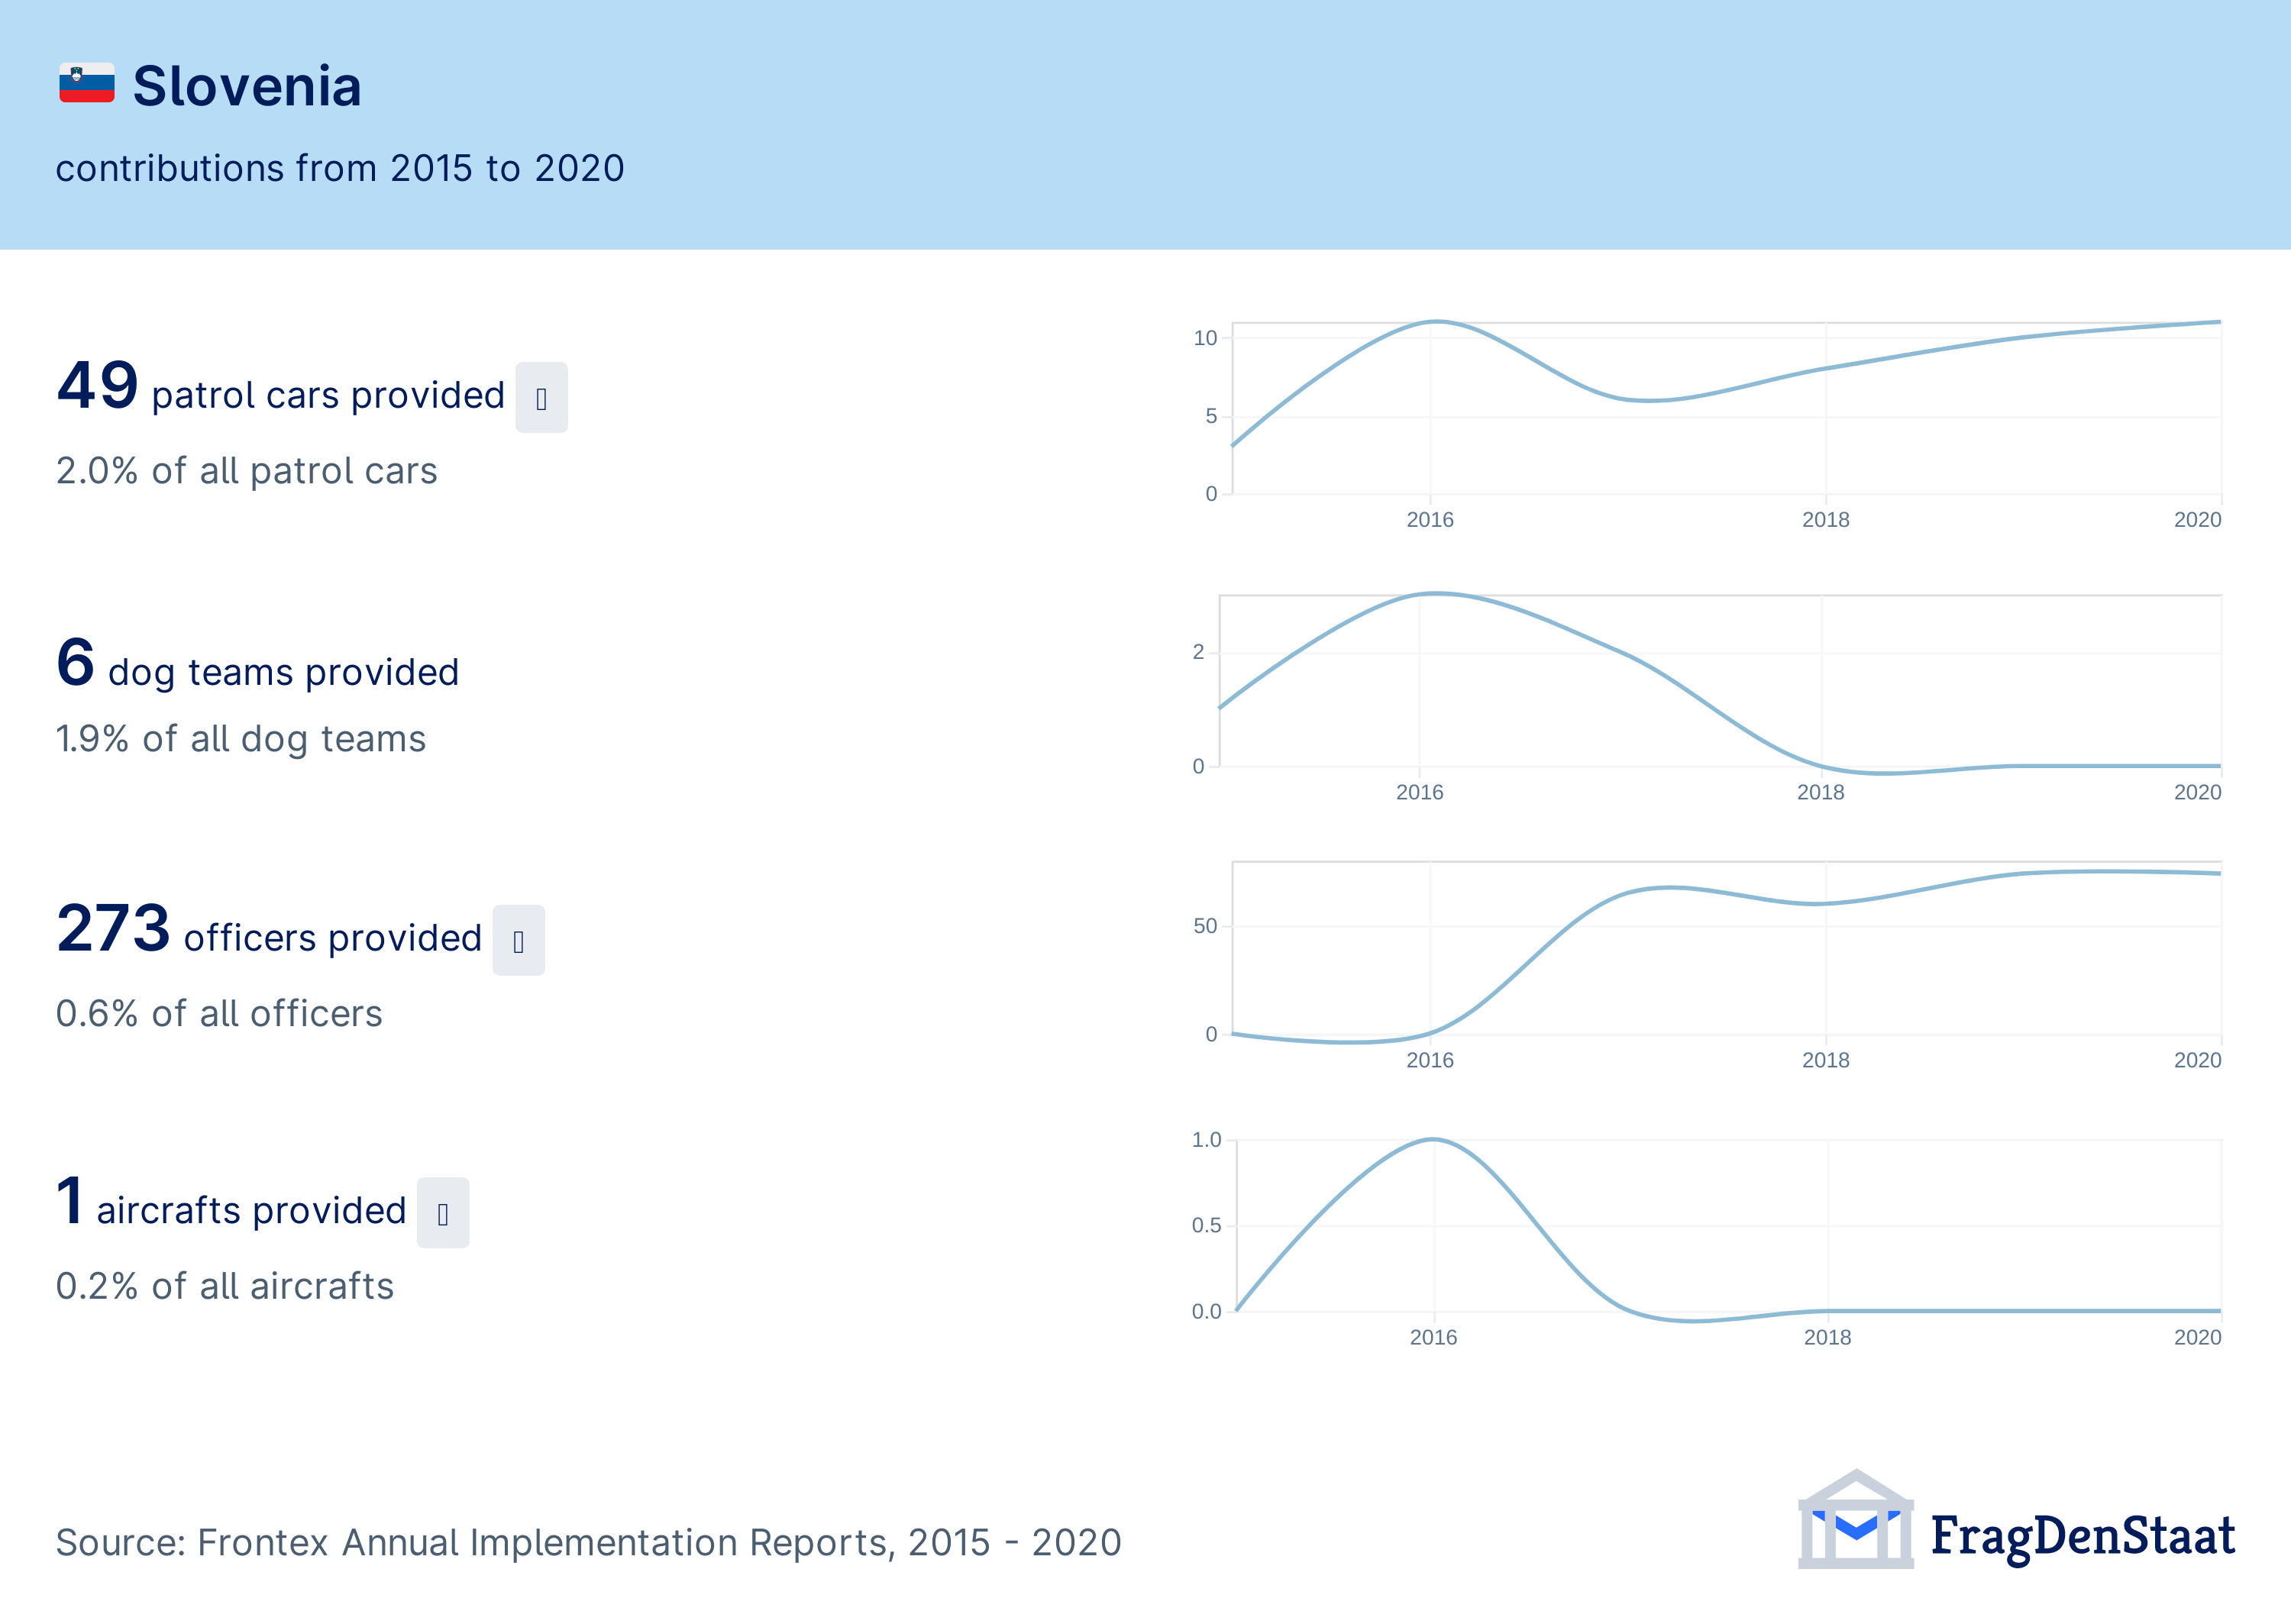 Slovenia
contributions from 2015 to 2020
49 patrol cars provided
2.0% of all patrol cars
10
5
0
2016 2018 2020
6 dog teams provided
1.9% of all dog teams
2
0
2016 2018 2020
273 officers provided
0.6% of all officers
50
0
2016 2018 2020
1 aircrafts provided
0.2% of all aircrafts
1.0
0.5
0.0
2016 2018 2020
Source: Frontex Annual Implementation Reports, 2015 - 2020
FragDenStaat